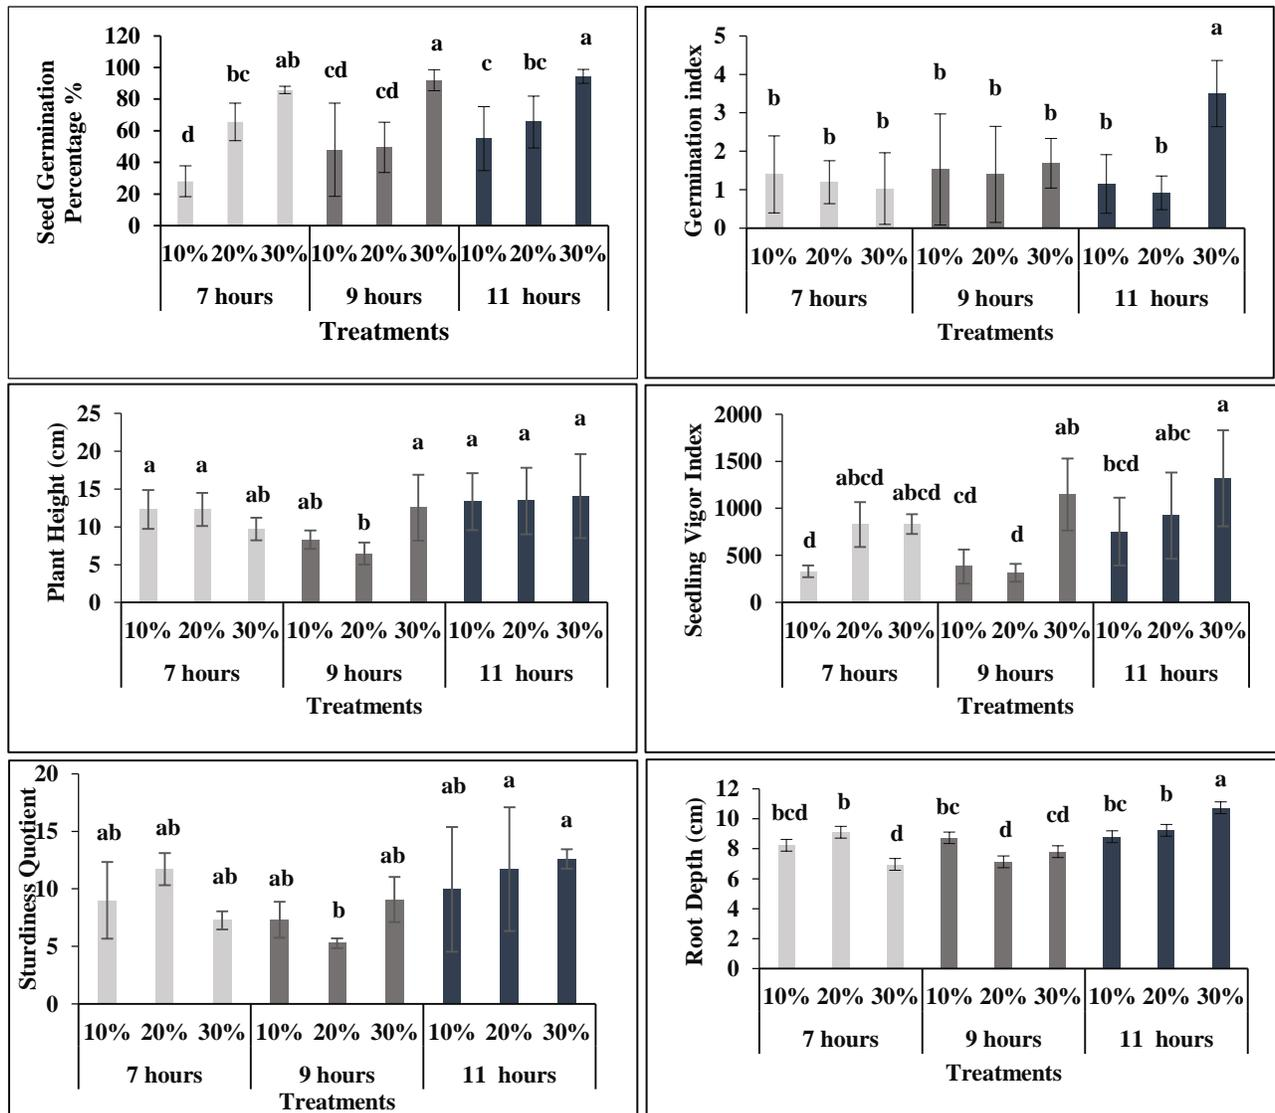 Seed Germination
Percentage %
120
100
80
60
40
20
0
d
bc
ab
cd
cd
a
c
bc
a
10% 20% 30% 10% 20% 30% 10% 20% 30%
7 hours 9 hours 11 hours
Treatments
Germination index
5
4
3
2
1
0
b
b
b
b
b
b
b
b
a
10% 20% 30% 10% 20% 30% 10% 20% 30%
7 hours 9 hours 11 hours
Treatments
Plant Height (cm)
25
20
15
10
5
0
a
a
ab
ab
b
a
a
a
a
10% 20% 30% 10% 20% 30% 10% 20% 30%
7 hours 9 hours 11 hours
Treatments
Seedling Vigor Index
2000
1500
1000
500
0
d
abcd
abcd
cd
d
ab
bcd
abc
a
10% 20% 30% 10% 20% 30% 10% 20% 30%
7 hours 9 hours 11 hours
Treatments
Sturdiness Quotient
20
15
10
5
0
ab
ab
ab
ab
b
ab
ab
a
a
10% 20% 30% 10% 20% 30% 10% 20% 30%
7 hours 9 hours 11 hours
Treatments
Root Depth (cm)
12
10
8
6
4
2
0
bcd
b
d
bc
d
cd
bc
b
a
10% 20% 30% 10% 20% 30% 10% 20% 30%
7 hours 9 hours 11 hours
Treatments